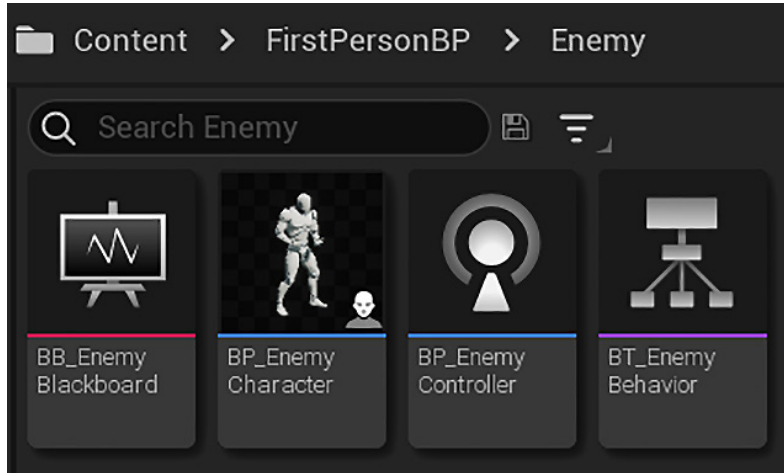 Content > FirstPersonBP > Enemy
Search Enemy
BB_Enemy
Blackboard
BP_Enemy
Character
BP_Enemy
Controller
BT_Enemy
Behavior